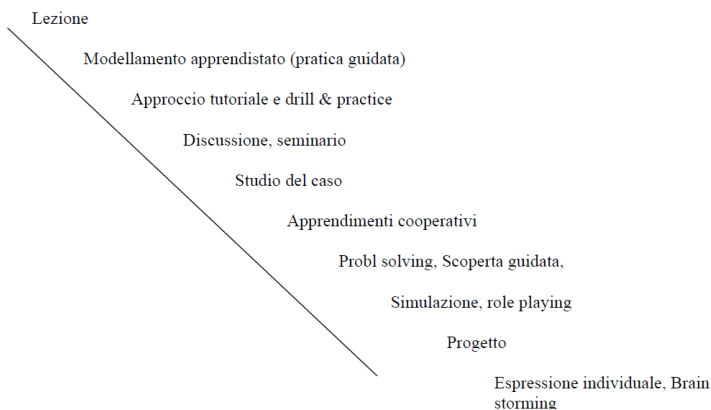 Lezione
Modellamento apprendistato (pratica guidata)
Approccio tutoriale e drill & practice
Discussione, seminario
Studio del caso
Apprendimenti cooperativi
Probl solving, Scoperta guidata,
Simulazione, role playing
Progetto
Espressione individuale, Brain
storming